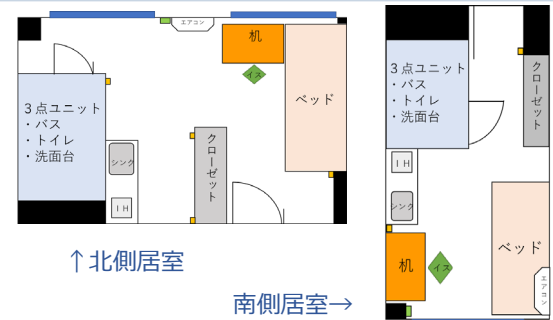 エアコン
机
イス
ベッド
３点ユニット
・バス
・トイレ
・洗面台
クローゼット
シンク
ＩＨ
↑北側居室
３点ユニット
・バス
・トイレ
・洗面台
クローゼット
ＩＨ
シンク
机
イス
ベッド
エアコン
南側居室→